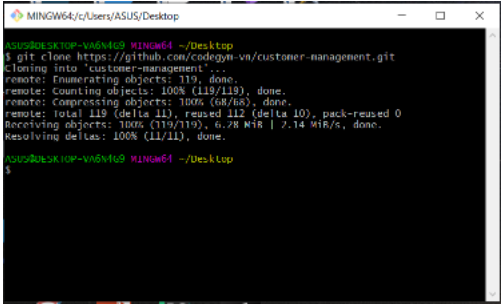 MINGW64:/c/Users/ASUS/Desktop
ASUS@DESKTOP-VA6N4G9 MINGW64 ~/Desktop
$ git clone https://github.com/codegym-vn/customer-management.git
Cloning into 'customer-management'...
remote: Enumerating objects: 119, done.
remote: Counting objects: 100% (119/119), done.
remote: Compressing objects: 100% (68/68), done.
remote: Total 119 (delta 11), reused 112 (delta 10), pack-reused 0
Receiving objects: 100% (119/119), 6.28 MiB | 2.14 MiB/s, done.
Resolving deltas: 100% (11/11), done.
ASUS@DESKTOP-VA6N4G9 MINGW64 ~/Desktop
$